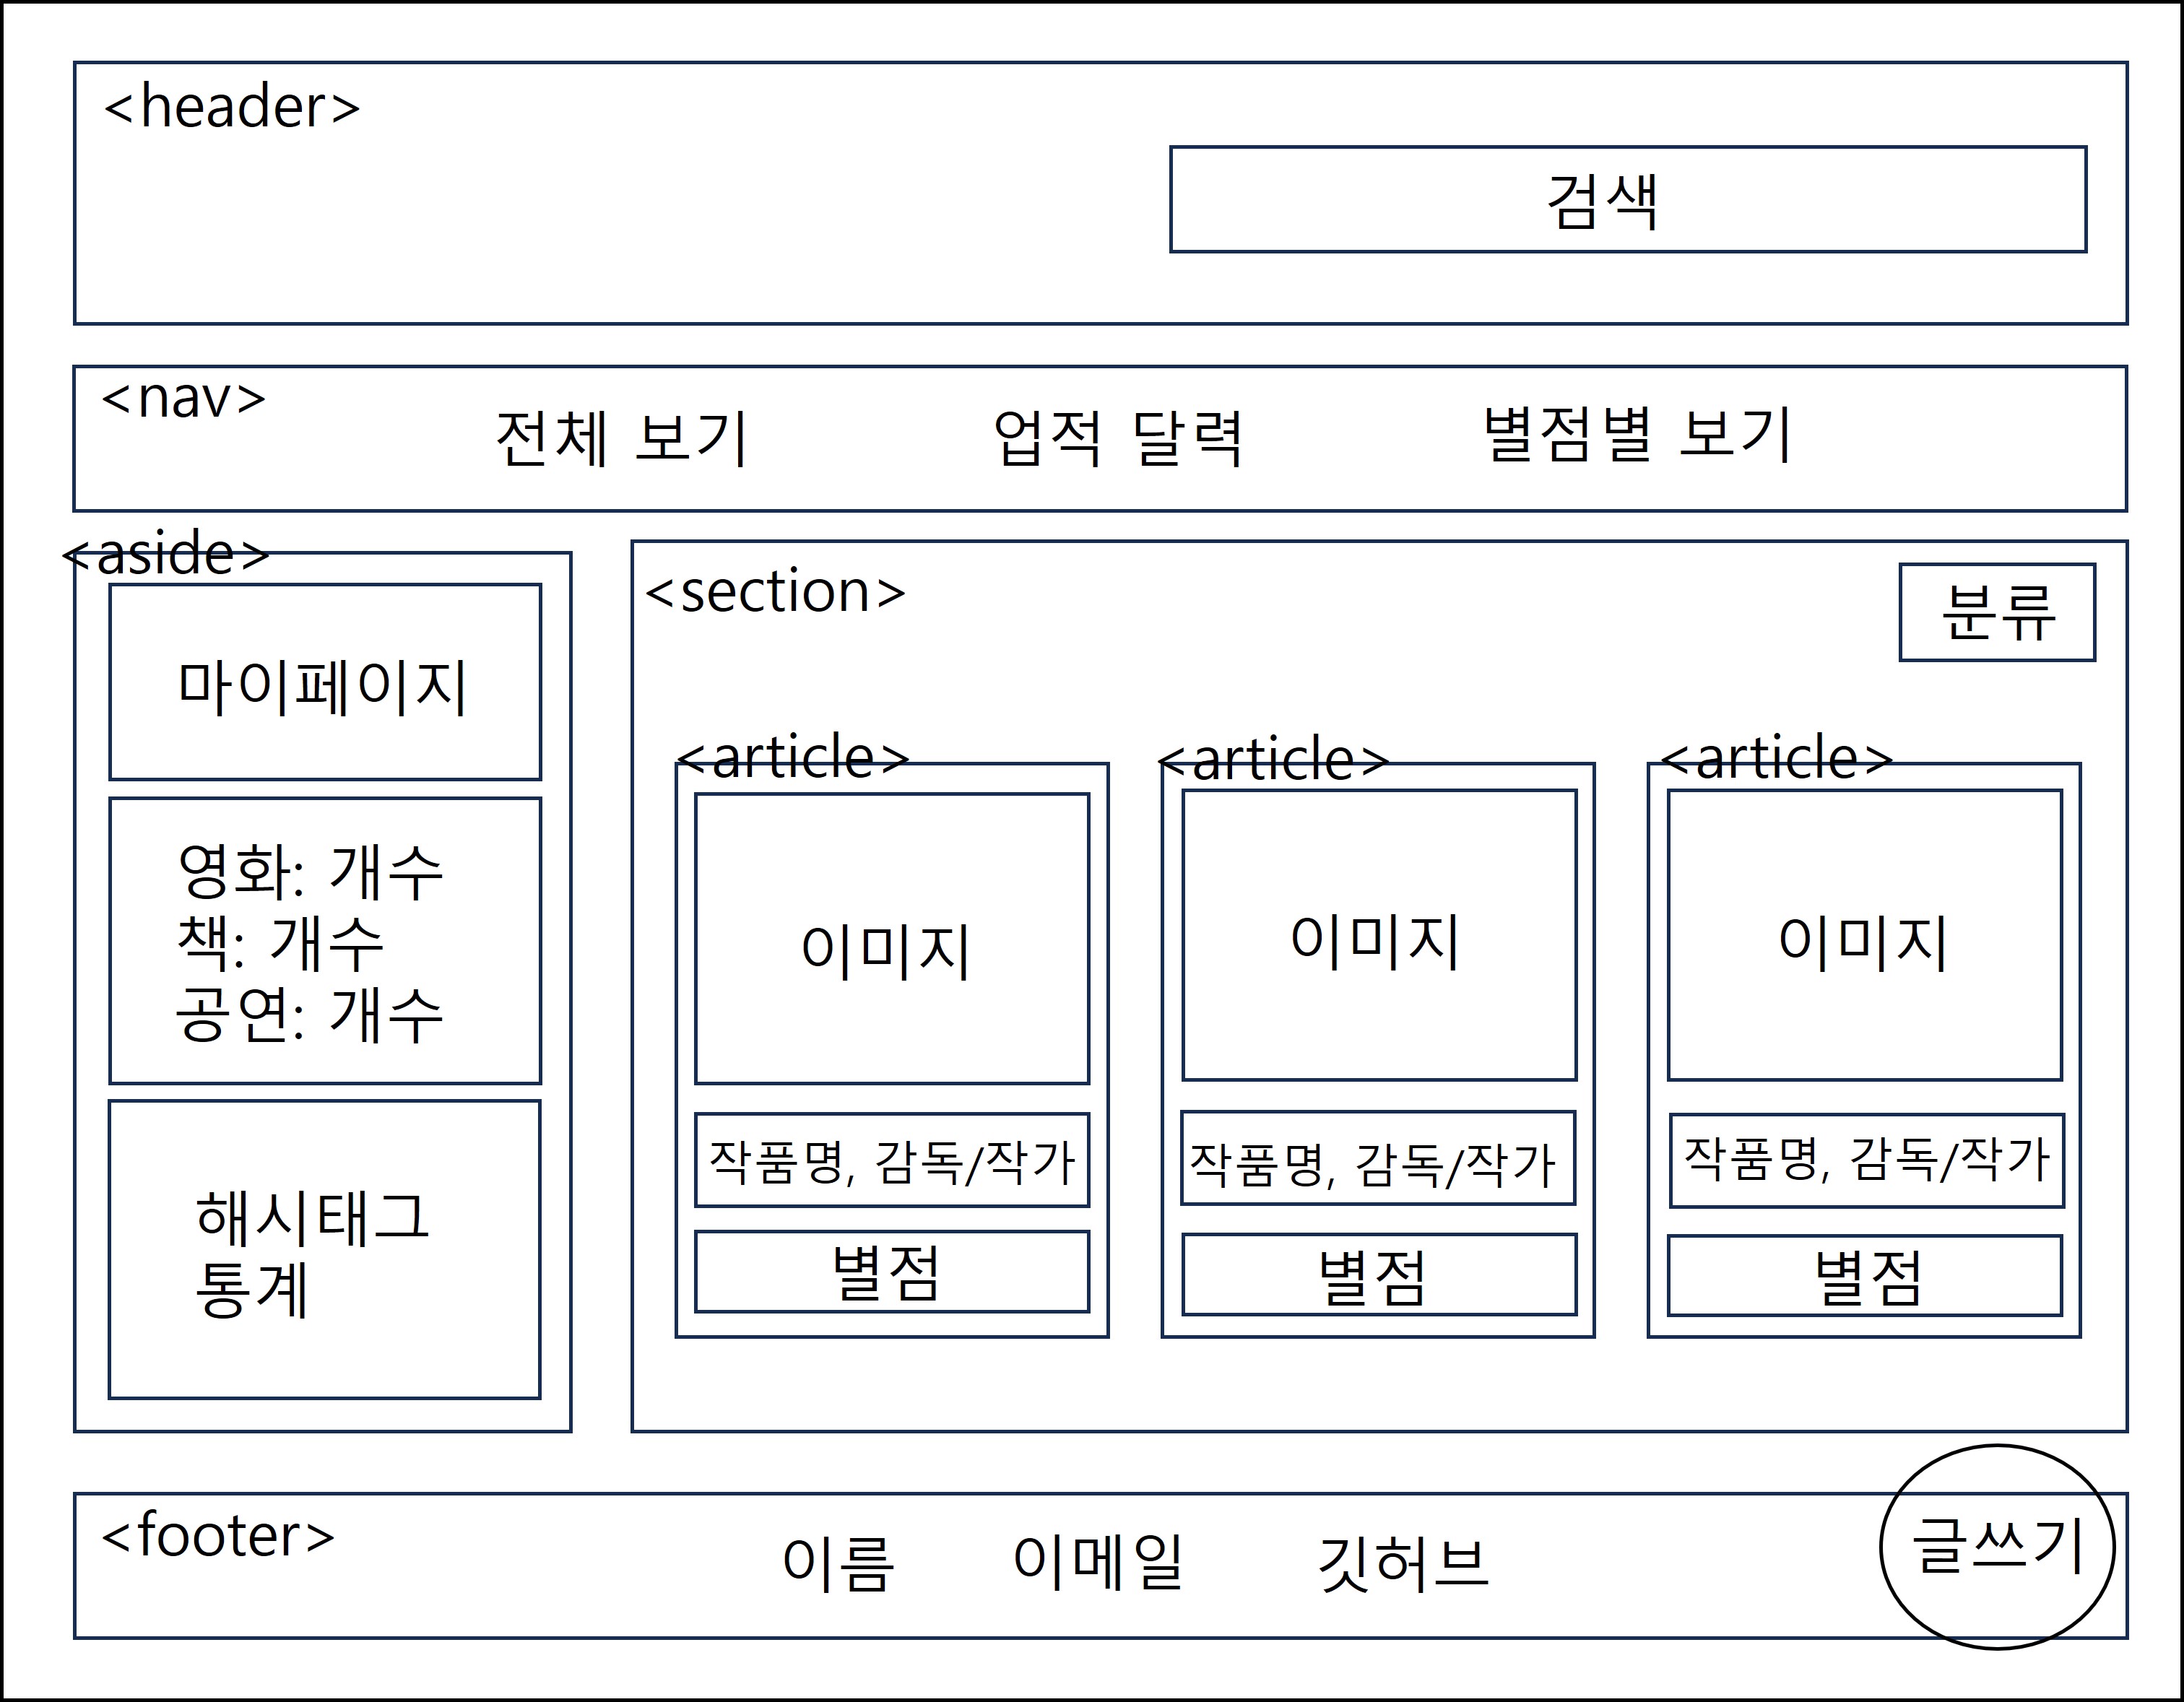 <header>
검색
<nav>
전체 보기
업적 달력
별점별 보기
<aside>
마이페이지
영화: 개수
책: 개수
공연: 개수
해시태그
통계
<section>
분류
<article>
이미지
작품명, 감독/작가
별점
<article>
이미지
작품명, 감독/작가
별점
<article>
이미지
작품명, 감독/작가
별점
<footer>
이름
이메일
깃허브
글쓰기